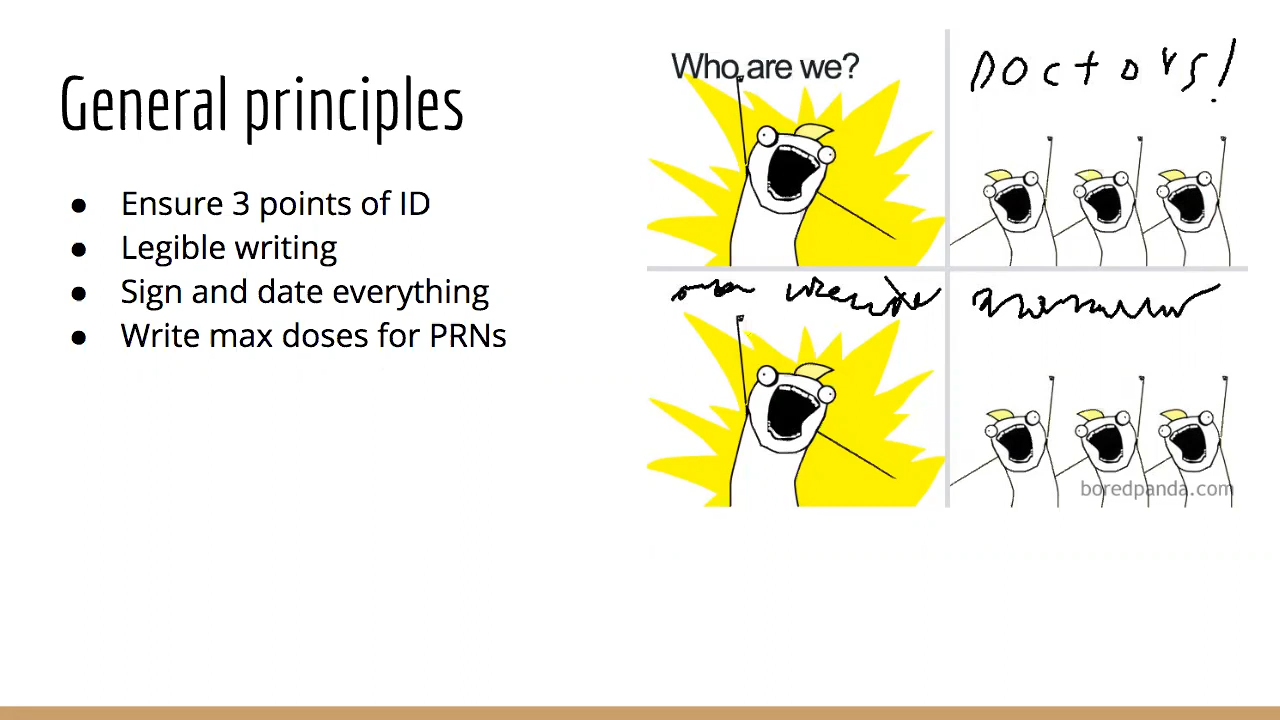 General principles
● Ensure 3 points of ID
● Legible writing
● Sign and date everything
● Write max doses for PRNs
Who are we?
Doctors!
boredpanda.com